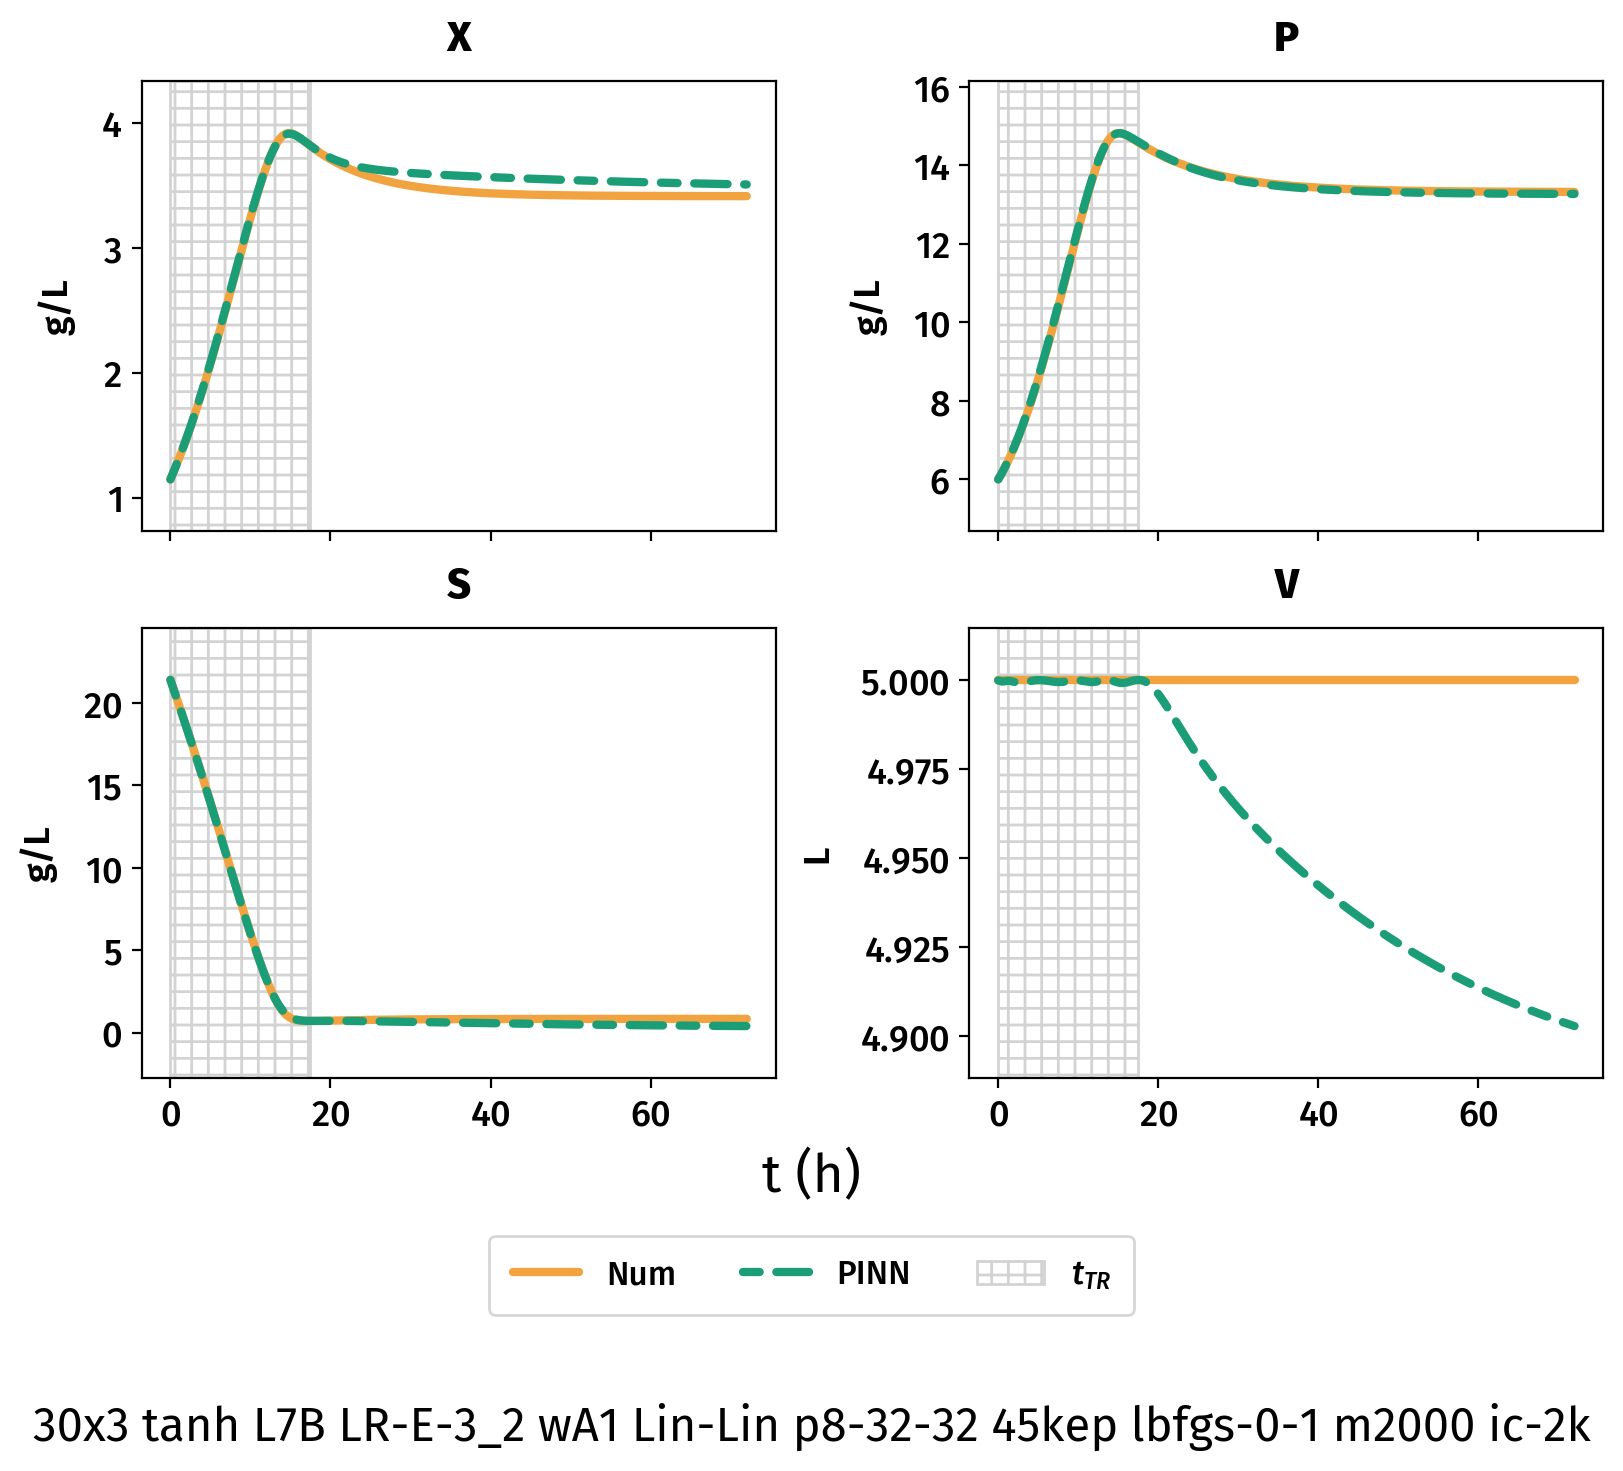 X
P
4
3
2
1
g/L
16
14
12
10
8
6
g/L
S
V
20
15
10
5
0
g/L
5.000
4.975
4.950
4.925
4.900
L
0 20 40 60
0 20 40 60
t (h)
Num PINN t_TR
30x3 tanh L7B LR-E-3_2 wA1 Lin-Lin p8-32-32 45kep lbfgs-0-1 m2000 ic-2k